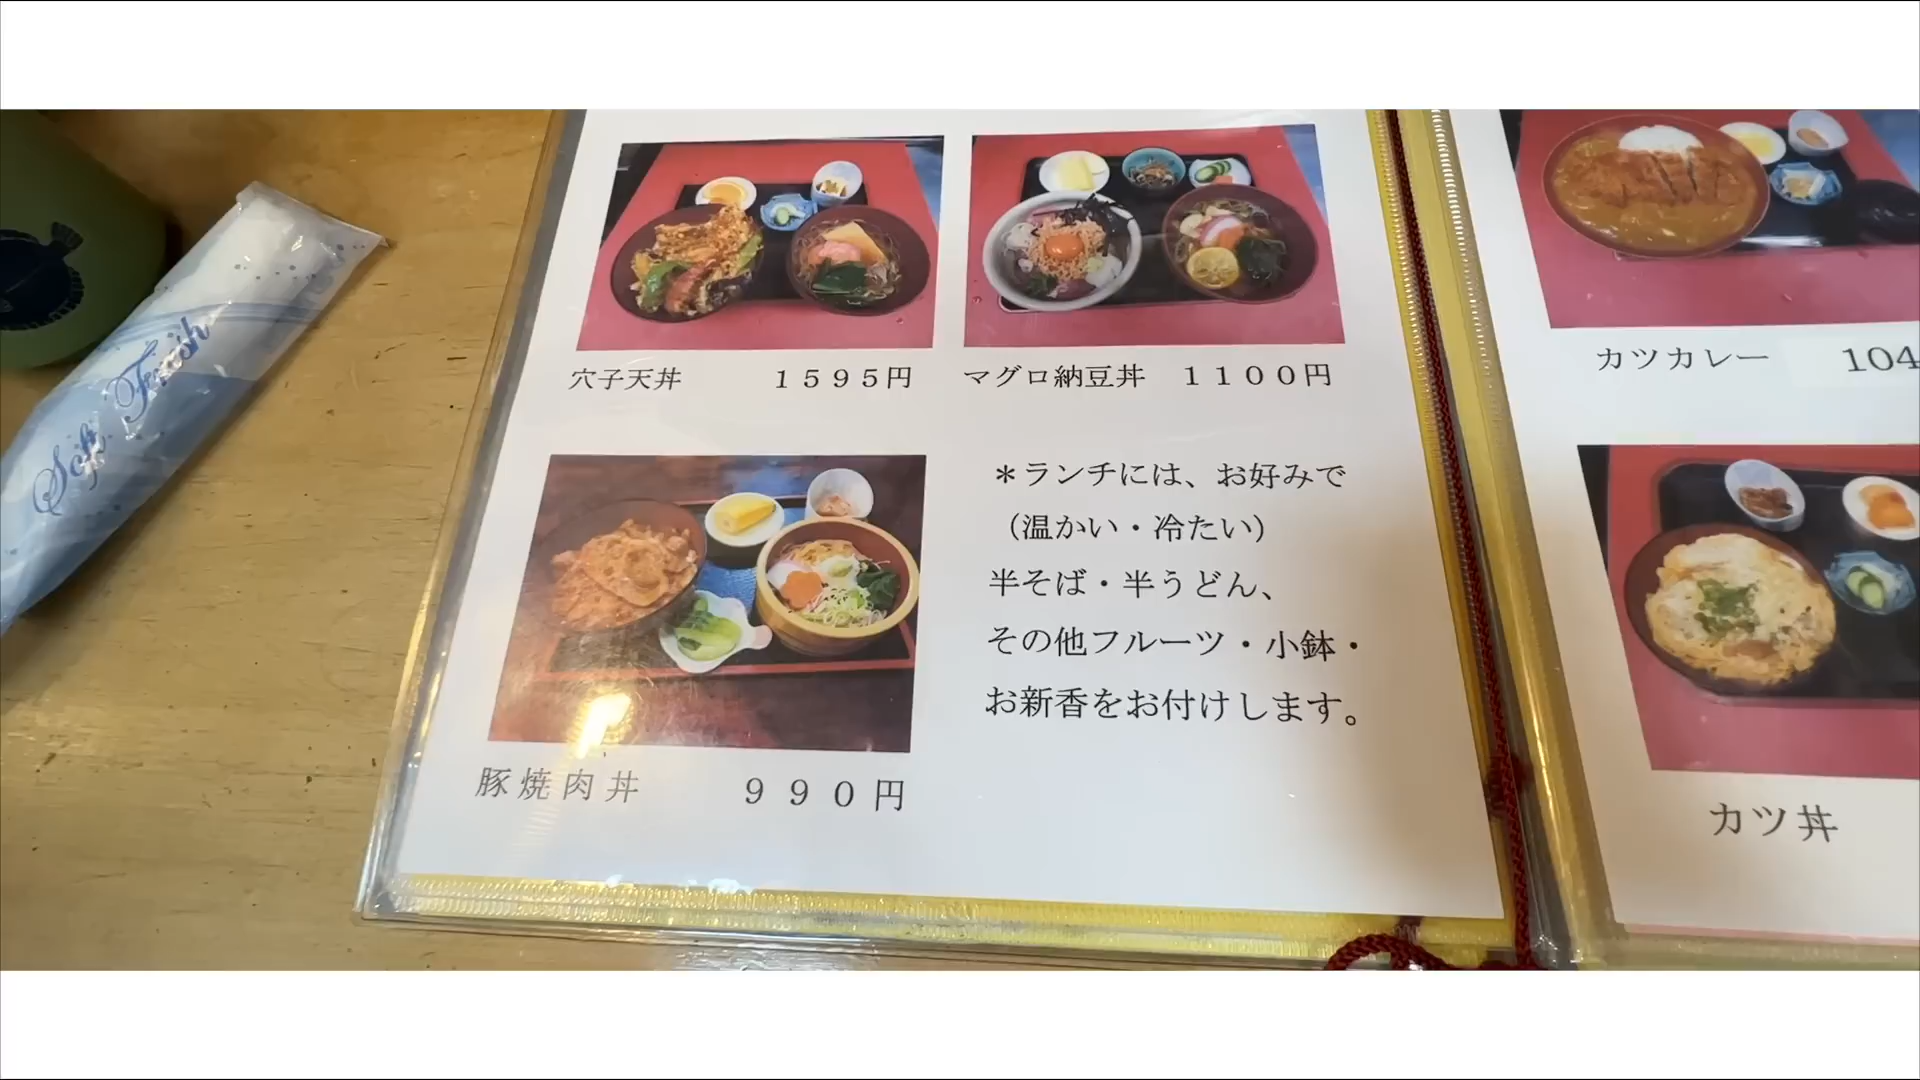 Soft Fresh
穴子天丼 1595円
マグロ納豆丼 1100円
豚焼肉丼 990円
＊ランチには、お好みで
（温かい・冷たい）
半そば・半うどん、
その他フルーツ・小鉢・
お新香をお付けします。
カツカレー 104
カツ丼